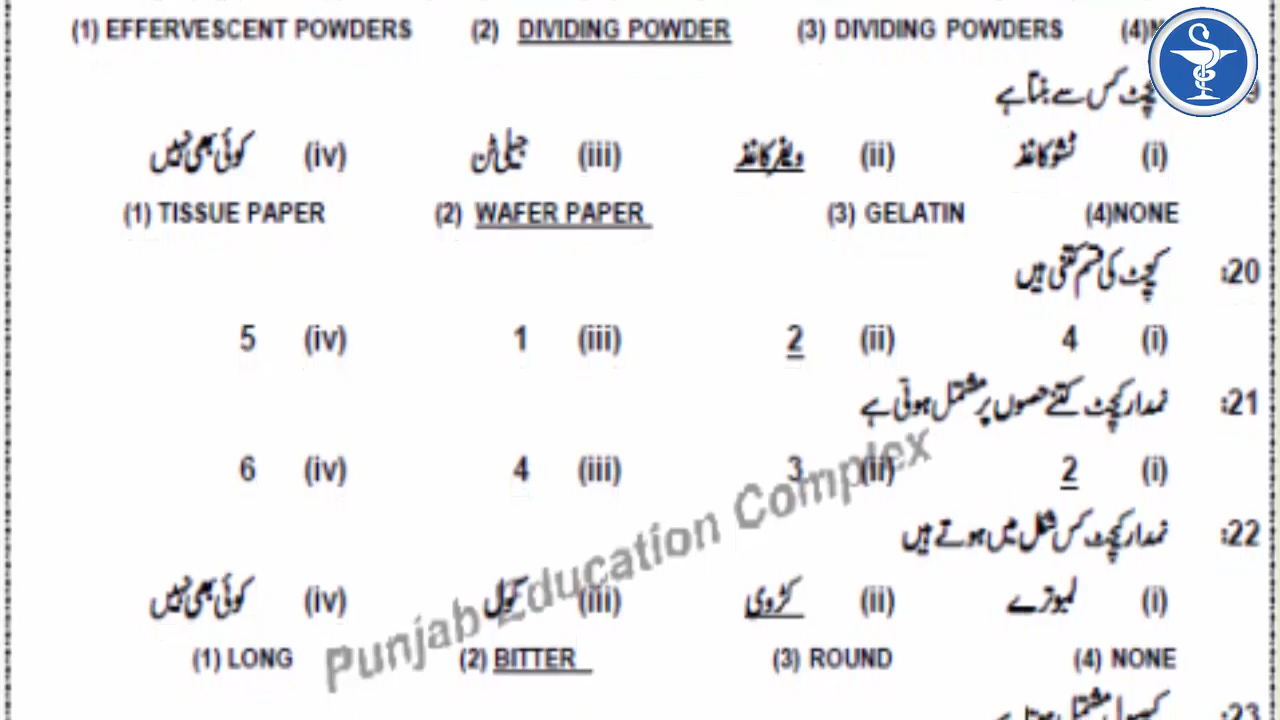 (1) EFFERVESCENT POWDERS (2) DIVIDING POWDER (3) DIVIDING POWDERS (4)N
کچٹ کس سے بنتا ہے
(i) ٹشو کاغذ (ii) ویفر کاغذ (iii) جیلی ٹن (iv) کوئی بھی نہیں
(1) TISSUE PAPER (2) WAFER PAPER (3) GELATIN (4)NONE
20: کچٹ کی قسم کتنی ہیں
(i) 4 (ii) 2 (iii) 1 (iv) 5
21: نمدار کچٹ کتنے حصوں پر مشتمل ہوتی ہے
(i) 2 (ii) 3 (iii) 4 (iv) 6
22: نمدار کچٹ کس شکل میں ہوتے ہیں
(i) لمبوترے (ii) کڑوی (iii) گول (iv) کوئی بھی نہیں
(1) LONG (2) BITTER (3) ROUND (4) NONE
23:
Punjab Education Complex